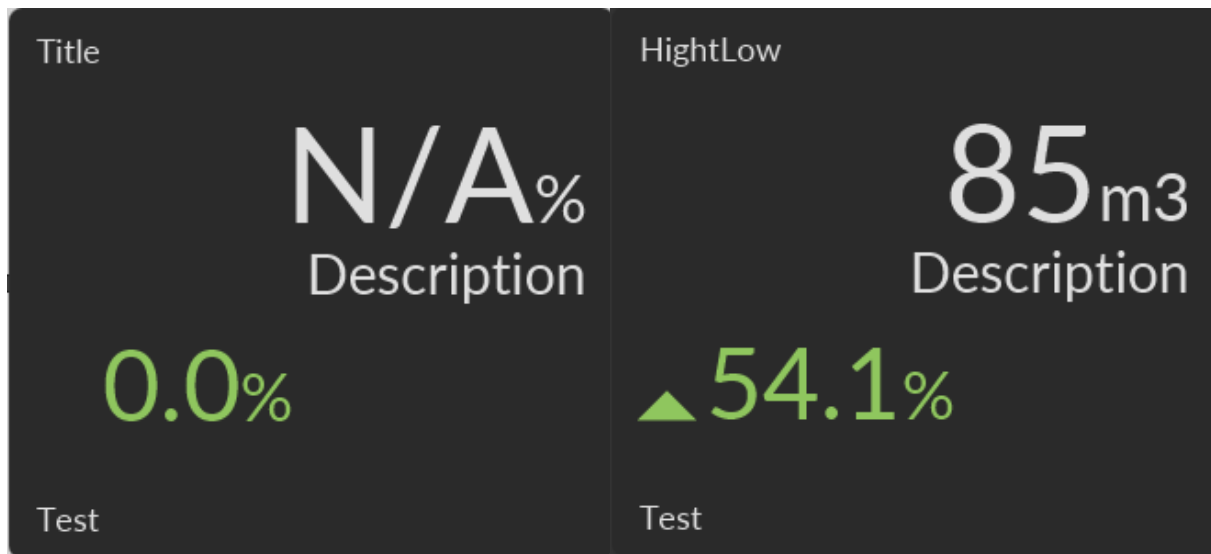 Title
N/A%
Description
0.0%
Test
HightLow
85m3
Description
54.1%
Test